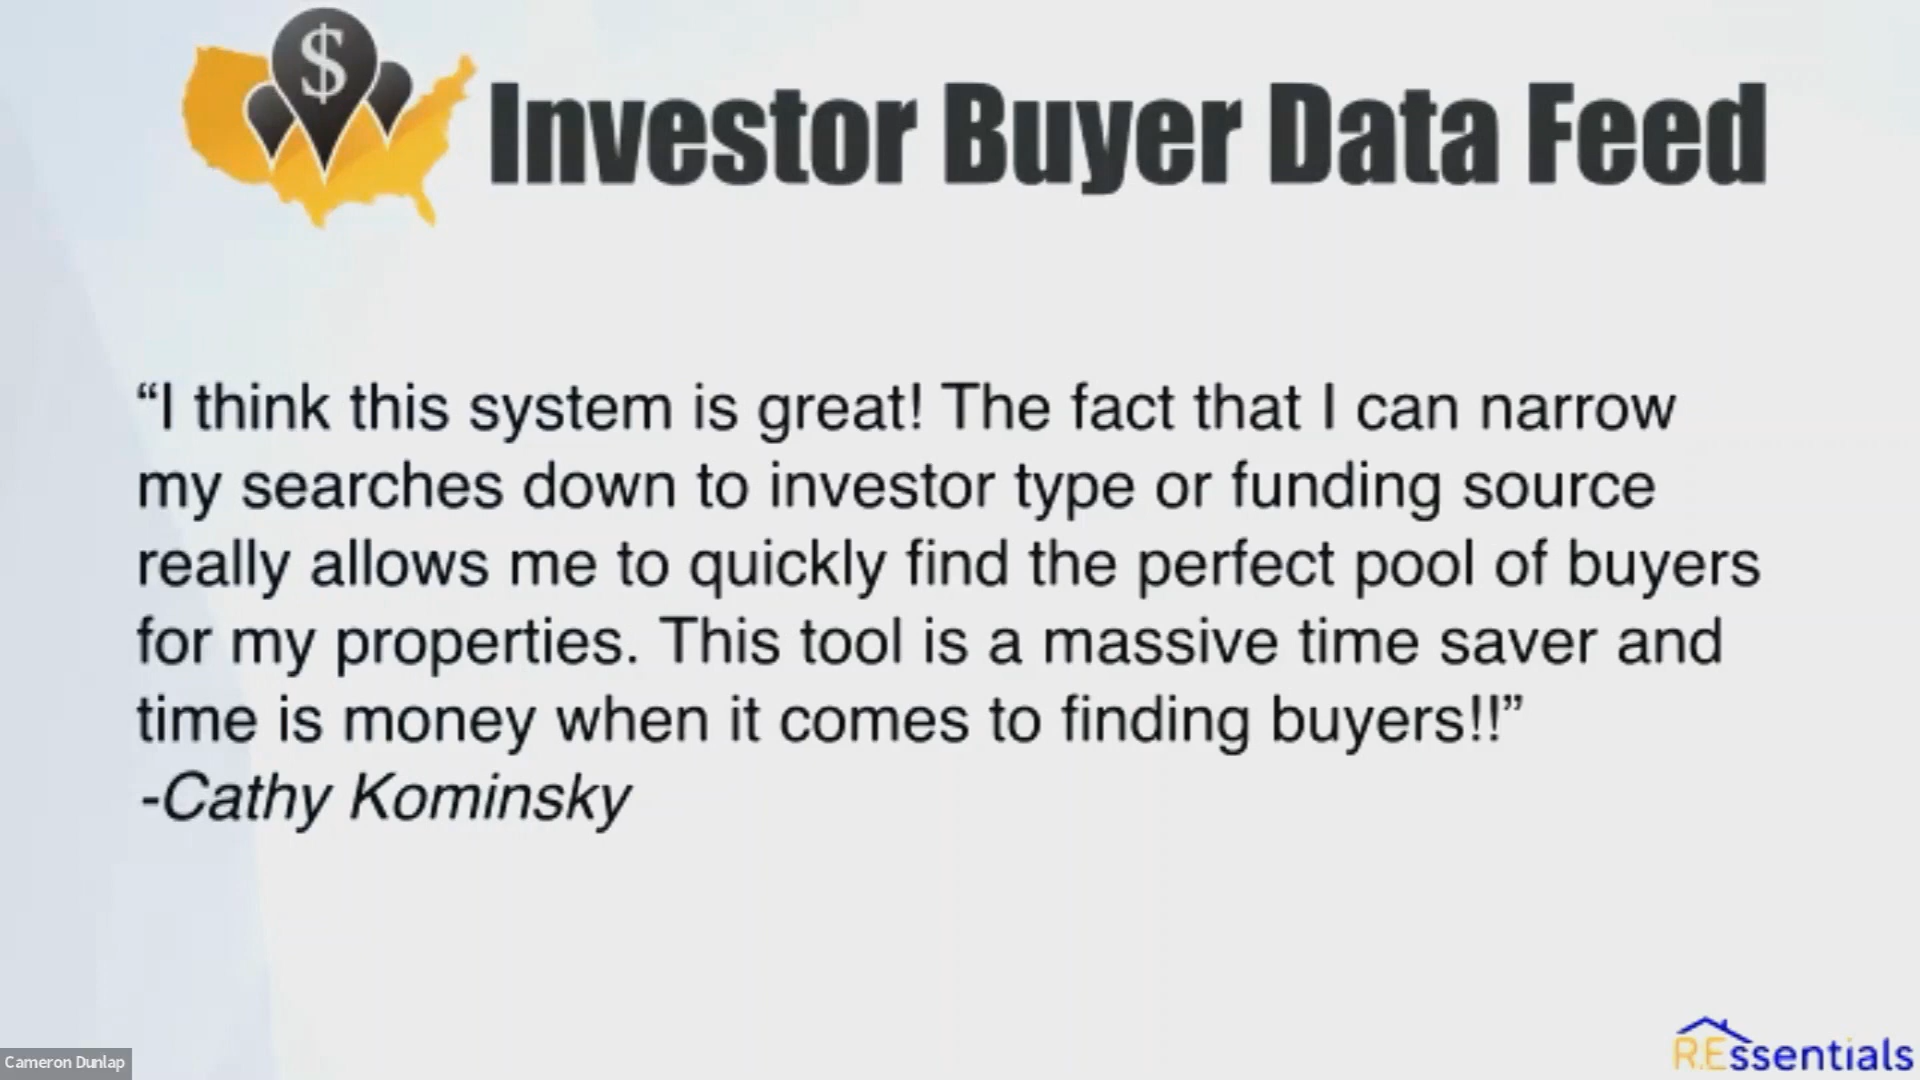 $
Investor Buyer Data Feed
“I think this system is great! The fact that I can narrow
my searches down to investor type or funding source
really allows me to quickly find the perfect pool of buyers
for my properties. This tool is a massive time saver and
time is money when it comes to finding buyers!!”
-Cathy Kominsky
Cameron Dunlap
R.Essentials